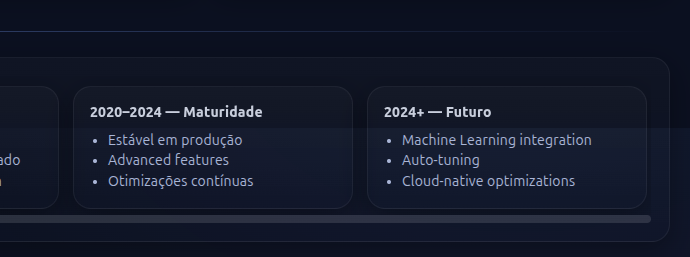 ado
2020–2024 — Maturidade
• Estável em produção
• Advanced features
• Otimizações contínuas
2024+ — Futuro
• Machine Learning integration
• Auto-tuning
• Cloud-native optimizations